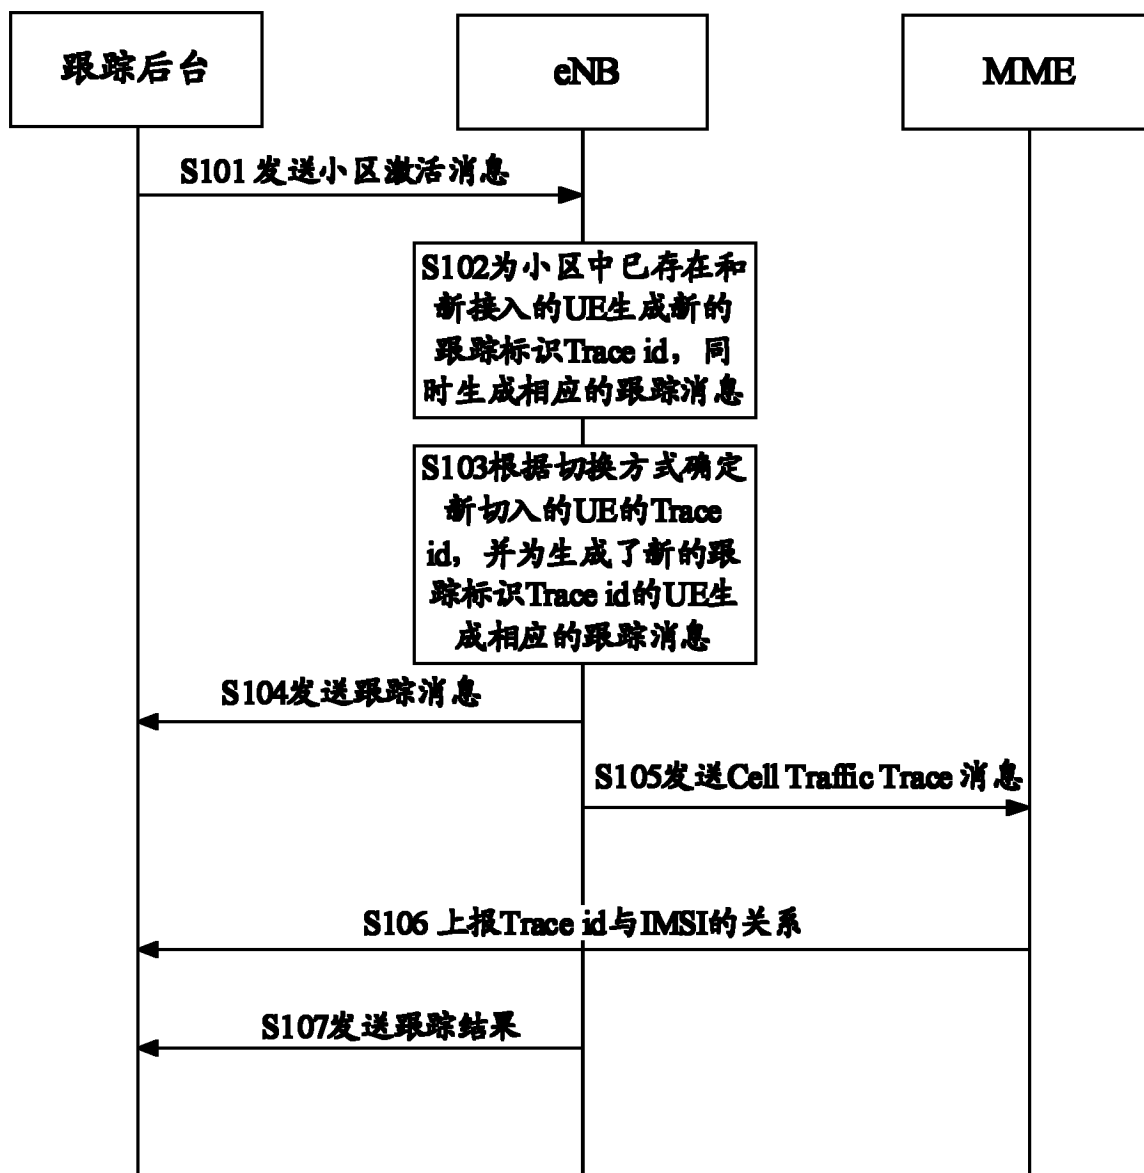 跟踪后台
eNB
MME
S101 发送小区激活消息
S102为小区中已存在和
新接入的UE生成新的
跟踪标识Trace id，同
时生成相应的跟踪消息
S103根据切换方式确定
新切入的UE的Trace
id，并为生成了新的跟
踪标识Trace id的UE生
成相应的跟踪消息
S104发送跟踪消息
S105发送Cell Traffic Trace 消息
S106 上报Trace id与IMSI的关系
S107发送跟踪结果